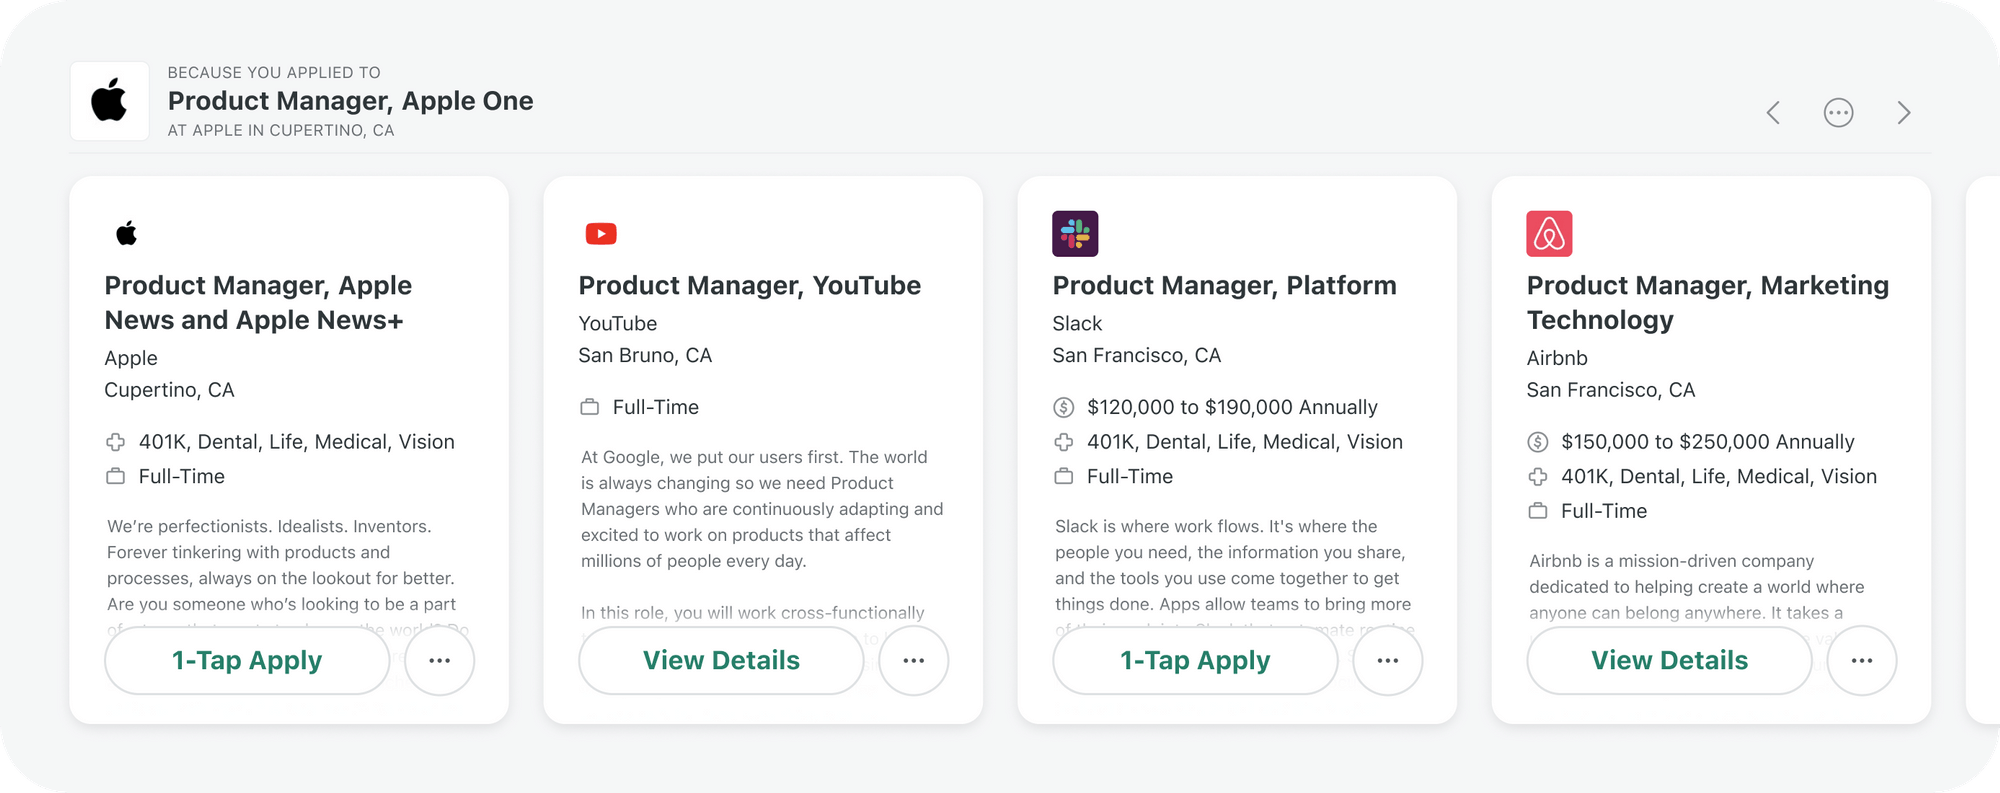 BECAUSE YOU APPLIED TO
Product Manager, Apple One
AT APPLE IN CUPERTINO, CA
Product Manager, Apple
News and Apple News+
Apple
Cupertino, CA
401K, Dental, Life, Medical, Vision
Full-Time
We're perfectionists. Idealists. Inventors.
Forever tinkering with products and
processes, always on the lookout for better.
Are you someone who's looking to be a part
1-Tap Apply
Product Manager, YouTube
YouTube
San Bruno, CA
Full-Time
At Google, we put our users first. The world
is always changing so we need Product
Managers who are continuously adapting and
excited to work on products that affect
millions of people every day.
In this role, you will work cross-functionally
View Details
Product Manager, Platform
Slack
San Francisco, CA
$120,000 to $190,000 Annually
401K, Dental, Life, Medical, Vision
Full-Time
Slack is where work flows. It's where the
people you need, the information you share,
and the tools you use come together to get
things done. Apps allow teams to bring more
1-Tap Apply
Product Manager, Marketing
Technology
Airbnb
San Francisco, CA
$150,000 to $250,000 Annually
401K, Dental, Life, Medical, Vision
Full-Time
Airbnb is a mission-driven company
dedicated to helping create a world where
anyone can belong anywhere. It takes a
View Details